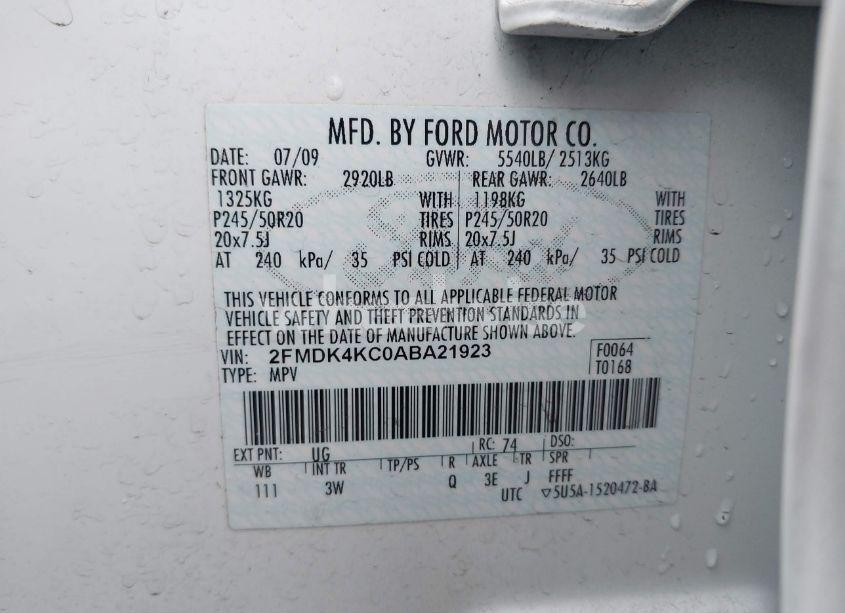 MFD. BY FORD MOTOR CO.
DATE: 07/09 GVWR: 5540LB/ 2513KG
FRONT GAWR: 2920LB REAR GAWR: 2640LB
1325KG WITH 1198KG WITH
P245/50R20 TIRES P245/50R20 TIRES
20x7.5J RIMS 20x7.5J RIMS
AT 240 kPa/ 35 PSI COLD AT 240 kPa/ 35 PSI COLD
THIS VEHICLE CONFORMS TO ALL APPLICABLE FEDERAL MOTOR
VEHICLE SAFETY AND THEFT PREVENTION STANDARDS IN
EFFECT ON THE DATE OF MANUFACTURE SHOWN ABOVE.
VIN: 2FMDK4KC0ABA21923 F0064
TYPE: MPV T0168
EXT PNT: UG RC: 74 DSO:
WB INT TR TP/PS R AXLE TR SPR
111 3W Q 3E J FFFF
UTC ▽5U5A-1520472-BA